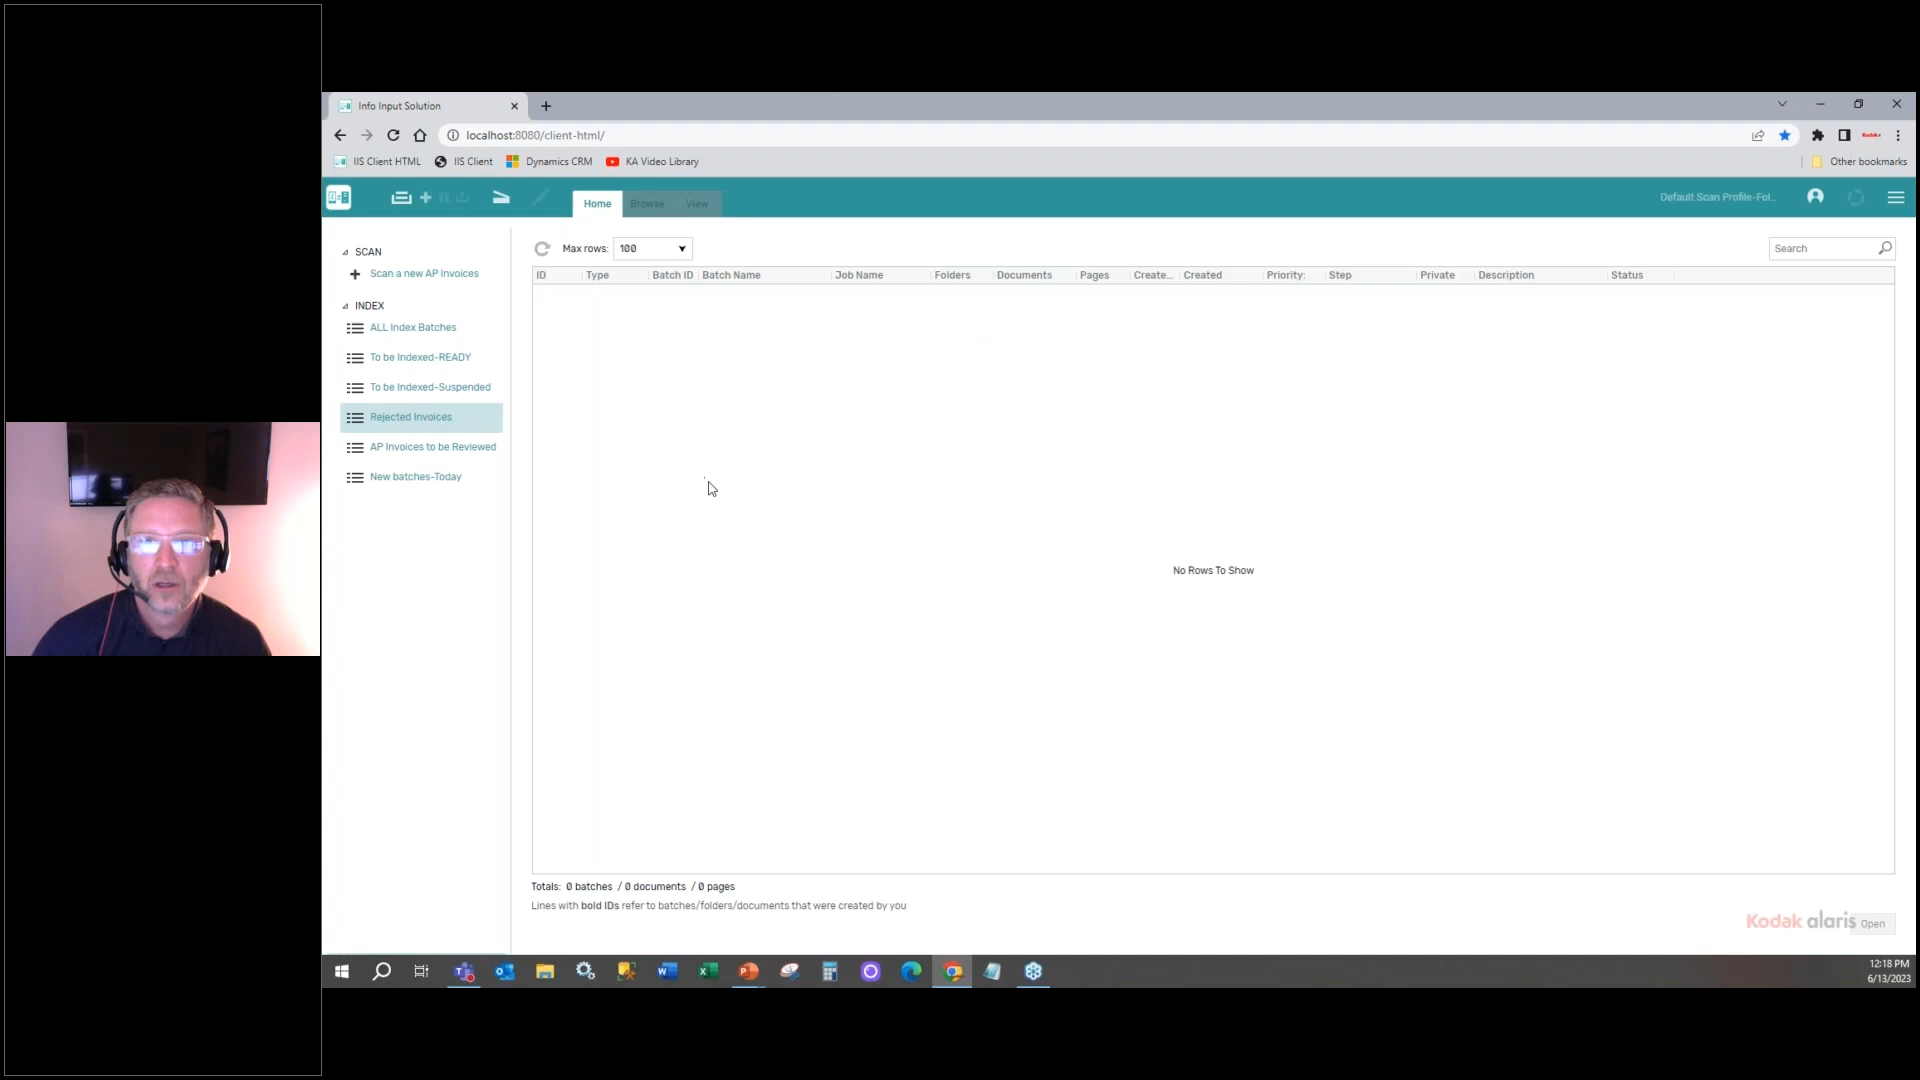 Info Input Solution
localhost:8080/client-html/
IIS Client HTML IIS Client Dynamics CRM KA Video Library Other bookmarks
Home Browse View Default Scan Profile-Fol...
SCAN
Scan a new AP Invoices
INDEX
ALL Index Batches
To be Indexed-READY
To be Indexed-Suspended
Rejected Invoices
AP Invoices to be Reviewed
New batches-Today
Max rows: 100 Search
ID Type Batch ID Batch Name Job Name Folders Documents Pages Create... Created Priority: Step Private Description Status
No Rows To Show
Totals: 0 batches / 0 documents / 0 pages
Lines with bold IDs refer to batches/folders/documents that were created by you
Kodak alaris Open
12:18 PM
6/13/2023